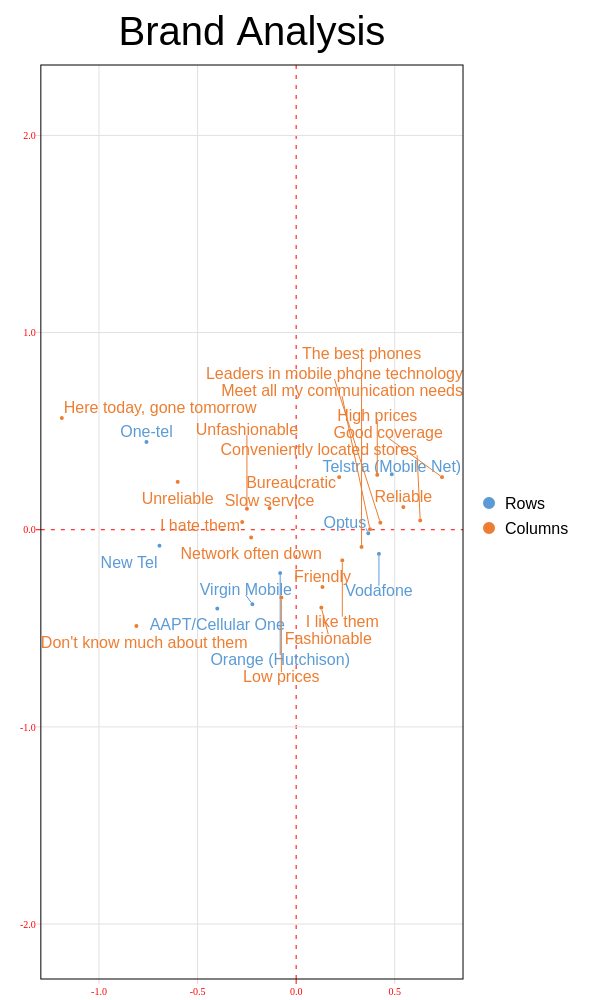 Brand Analysis
2.0
1.0
The best phones
Leaders in mobile phone technology
Meet all my communication needs
Here today, gone tomorrow
High prices
One-tel
Unfashionable
Good coverage
Conveniently located stores
Telstra (Mobile Net)
Bureaucratic
Unreliable
Slow service
Reliable
Rows
0.0
I hate them
Optus
Columns
Network often down
New Tel
Friendly
Virgin Mobile
Vodafone
AAPT/Cellular One
I like them
Don't know much about them
Fashionable
Orange (Hutchison)
Low prices
-1.0
-2.0
-1.0
-0.5
0.0
0.5